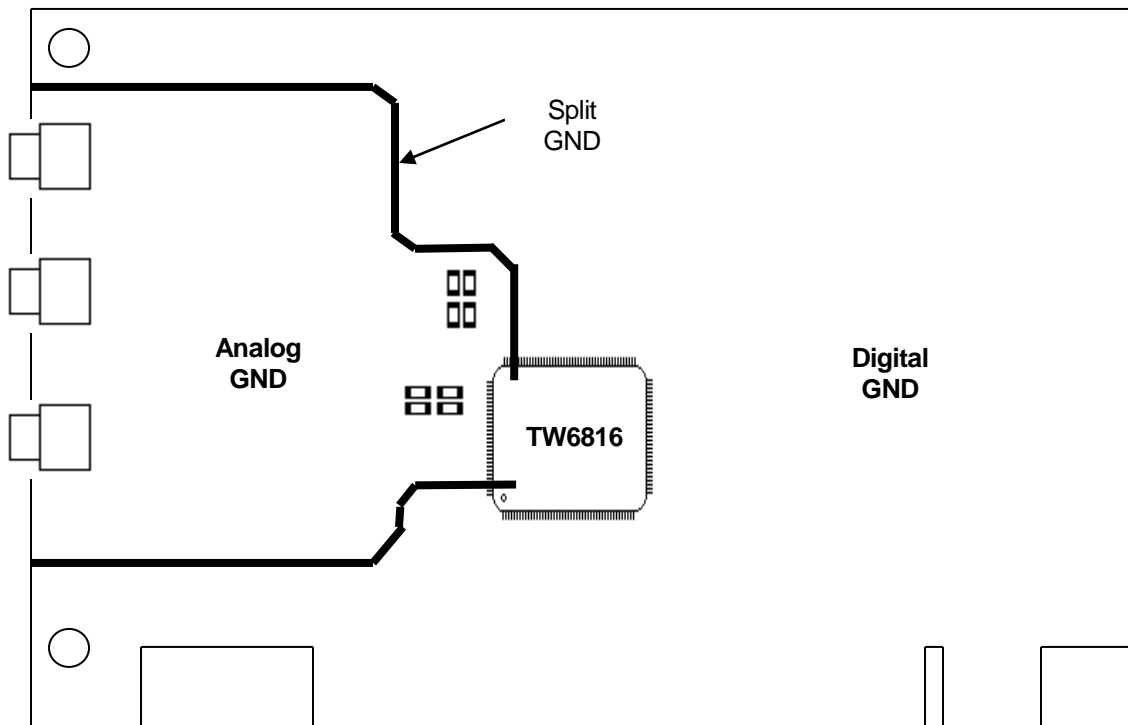 Split
GND
Analog
GND
Digital
GND
TW6816